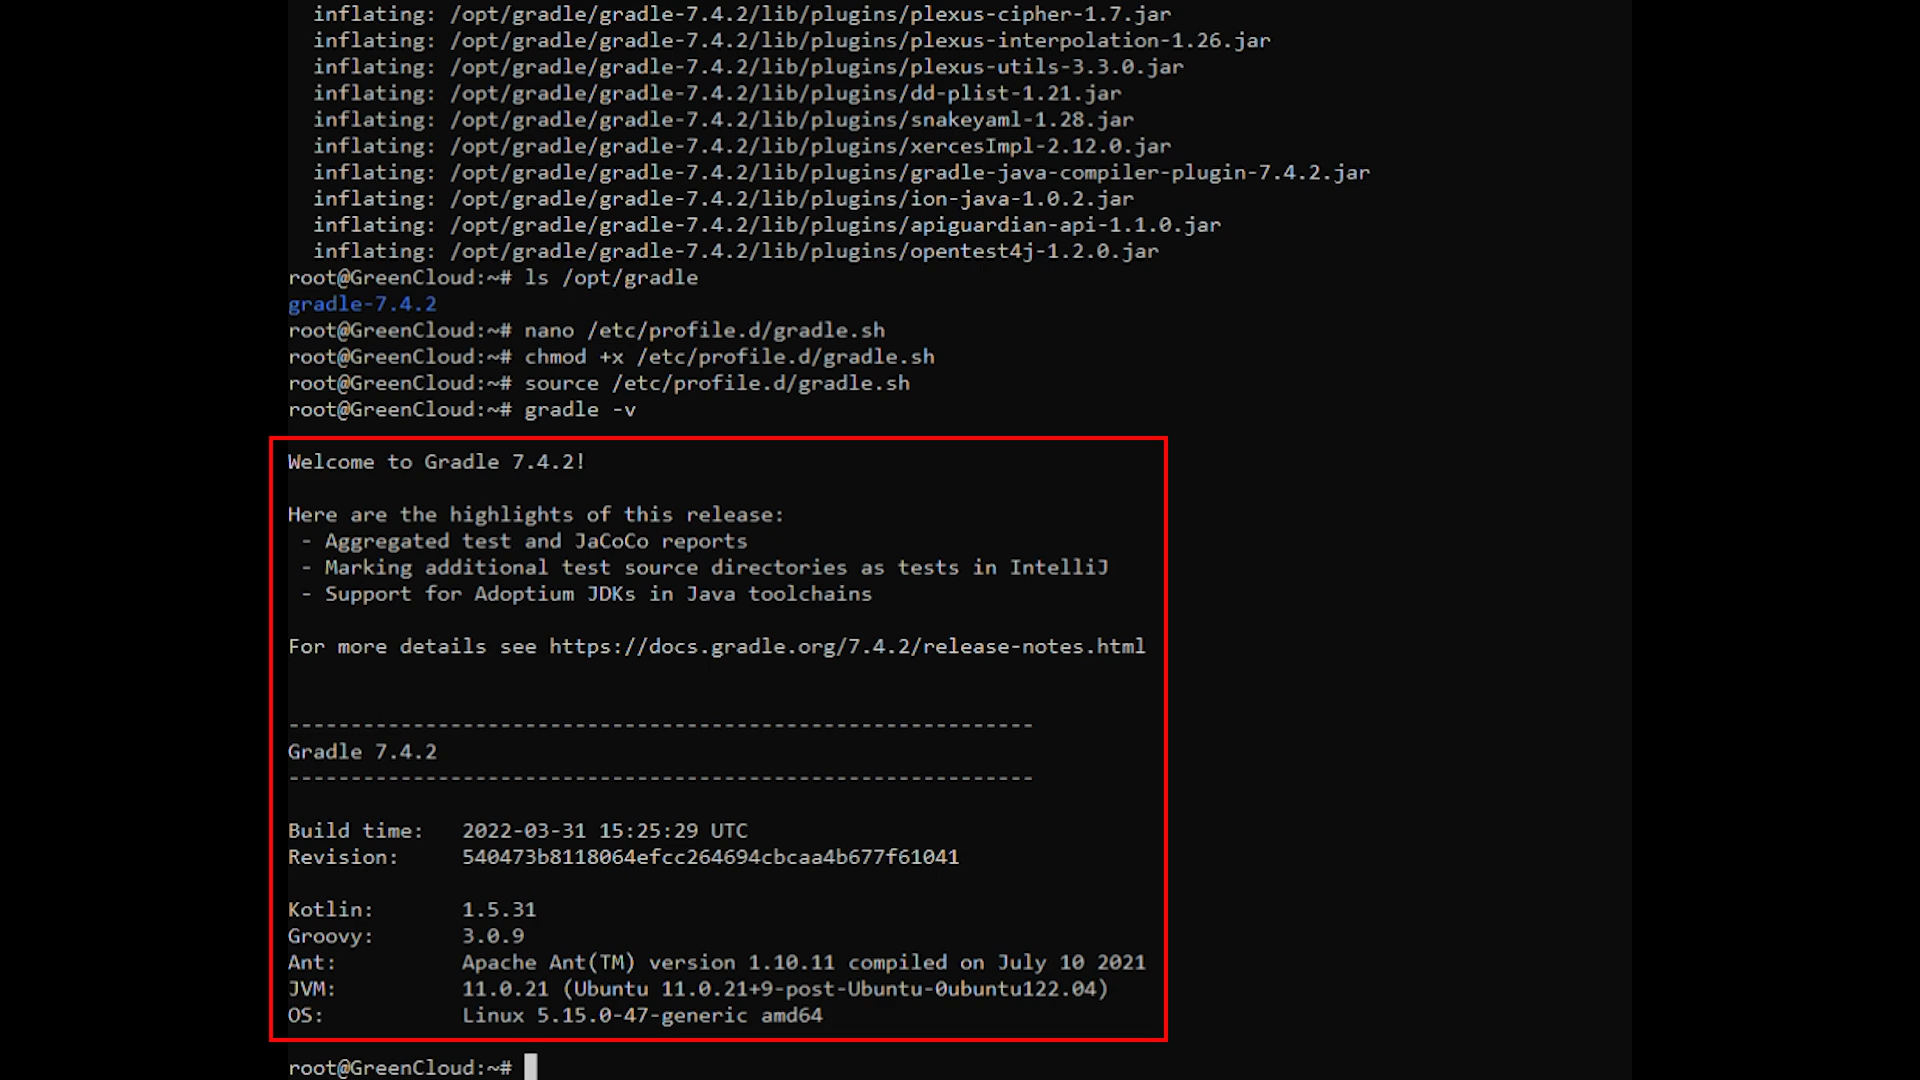 inflating: /opt/gradle/gradle-7.4.2/lib/plugins/plexus-cipher-1.7.jar
inflating: /opt/gradle/gradle-7.4.2/lib/plugins/plexus-interpolation-1.26.jar
inflating: /opt/gradle/gradle-7.4.2/lib/plugins/plexus-utils-3.3.0.jar
inflating: /opt/gradle/gradle-7.4.2/lib/plugins/dd-plist-1.21.jar
inflating: /opt/gradle/gradle-7.4.2/lib/plugins/snakeyaml-1.28.jar
inflating: /opt/gradle/gradle-7.4.2/lib/plugins/xercesImpl-2.12.0.jar
inflating: /opt/gradle/gradle-7.4.2/lib/plugins/gradle-java-compiler-plugin-7.4.2.jar
inflating: /opt/gradle/gradle-7.4.2/lib/plugins/ion-java-1.0.2.jar
inflating: /opt/gradle/gradle-7.4.2/lib/plugins/apiguardian-api-1.1.0.jar
inflating: /opt/gradle/gradle-7.4.2/lib/plugins/opentest4j-1.2.0.jar
root@GreenCloud:~# ls /opt/gradle
gradle-7.4.2
root@GreenCloud:~# nano /etc/profile.d/gradle.sh
root@GreenCloud:~# chmod +x /etc/profile.d/gradle.sh
root@GreenCloud:~# source /etc/profile.d/gradle.sh
root@GreenCloud:~# gradle -v
Welcome to Gradle 7.4.2!
Here are the highlights of this release:
- Aggregated test and JaCoCo reports
- Marking additional test source directories as tests in IntelliJ
- Support for Adoptium JDKs in Java toolchains
For more details see https://docs.gradle.org/7.4.2/release-notes.html
------------------------------------------------------------
Gradle 7.4.2
------------------------------------------------------------
Build time: 2022-03-31 15:25:29 UTC
Revision: 540473b8118064efcc264694cbcaa4b677f61041
Kotlin: 1.5.31
Groovy: 3.0.9
Ant: Apache Ant(TM) version 1.10.11 compiled on July 10 2021
JVM: 11.0.21 (Ubuntu 11.0.21+9-post-Ubuntu-0ubuntu122.04)
OS: Linux 5.15.0-47-generic amd64
root@GreenCloud:~#